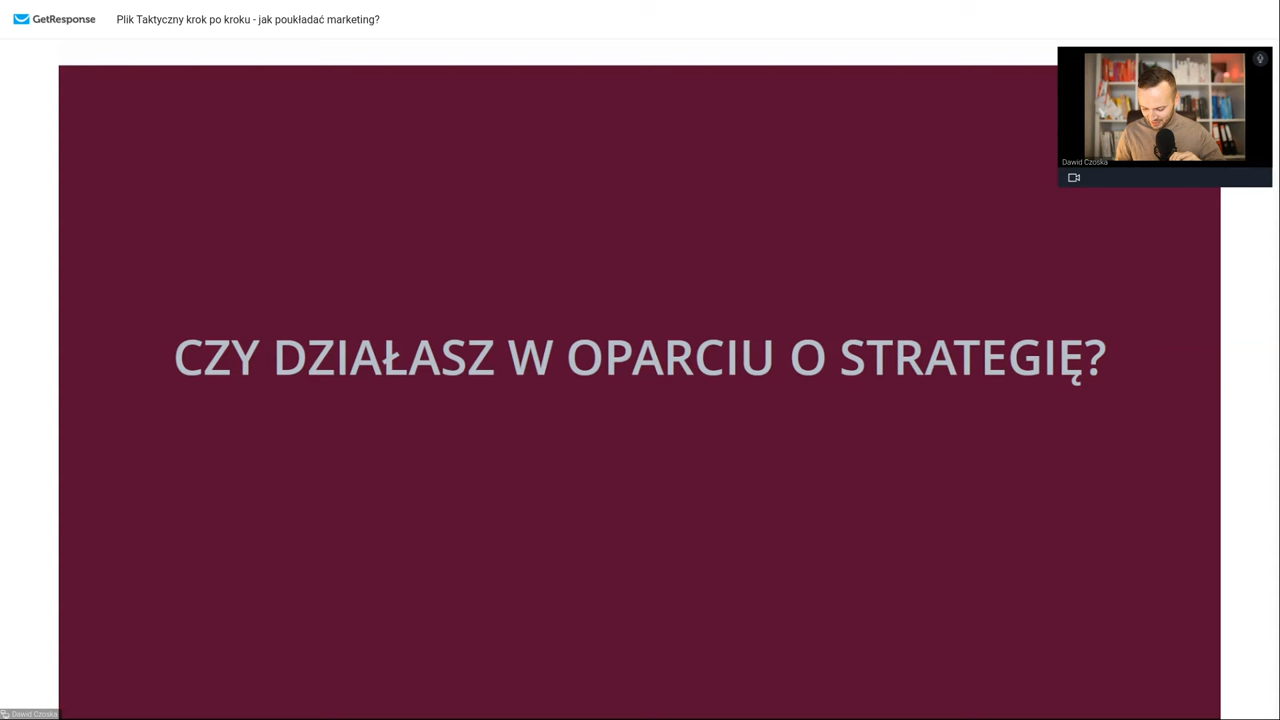 GetResponse
Plik Taktyczny krok po kroku - jak poukładać marketing?
Dawid Czoska
CZY DZIAŁASZ W OPARCIU O STRATEGIĘ?
Dawid Czoska